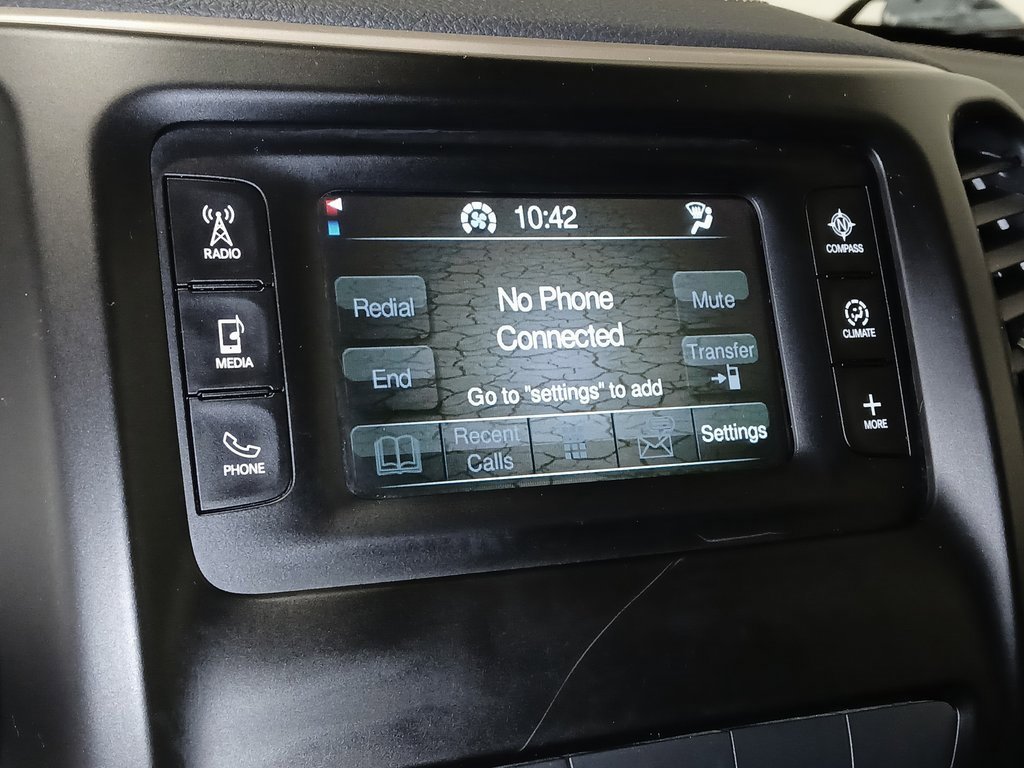 RADIO
MEDIA
PHONE
10:42
Redial
End
No Phone
Connected
Go to "settings" to add
Mute
Transfer
Recent
Calls
Settings
N
COMPASS
CLIMATE
MORE